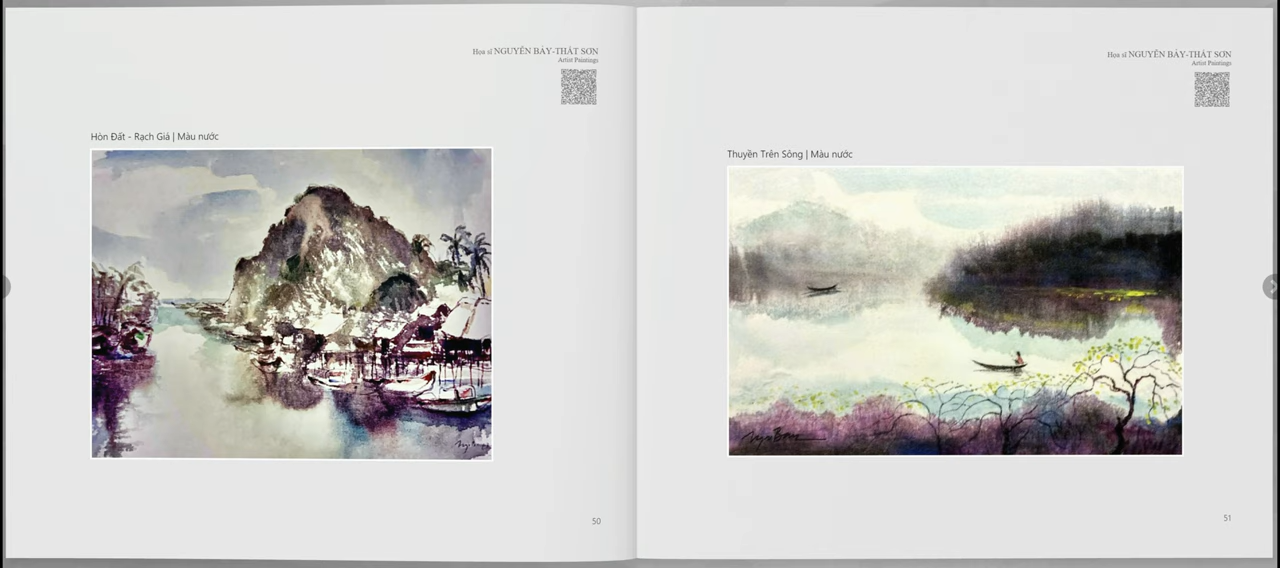 Họa sĩ NGUYỄN BẢY-THẤT SƠN
Artist Paintings
Hòn Đất - Rạch Giá | Màu nước
50
Họa sĩ NGUYỄN BẢY-THẤT SƠN
Artist Paintings
Thuyền Trên Sông | Màu nước
51